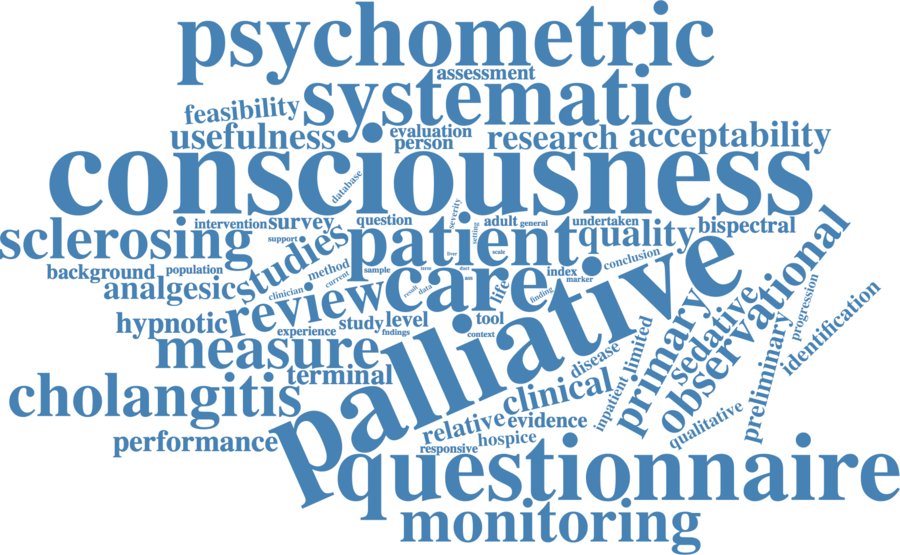 psychometric
assessment
systematic
feasibility
usefulness
evaluation
person
research
acceptability
consciousness
database
severity
setting
sclerosing
intervention
survey
question
adult
general
undertaken
bispectral
support
studies
patient
quality
background
population
method
current
sample
term
duct
liver
scale
index
marker
conclusion
analgesic
clinician
review
result
data
care
life
finding
palliative
hypnotic
experience
study
findings
level
tool
context
measure
terminal
disease
limited
inpatient
primary
sedative
observational
progression
preliminary
identification
cholangitis
clinical
relative
evidence
qualitative
performance
responsive
hospice
questionnaire
monitoring